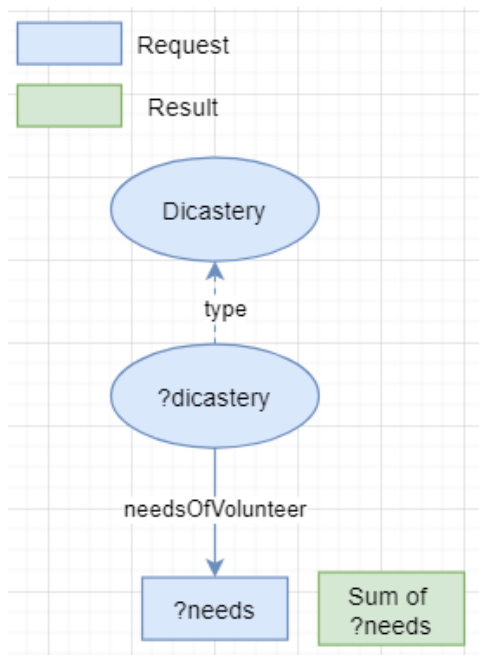 Request
Result
Dicastery
type
?dicastery
needsOfVolunteer
?needs
Sum of
?needs